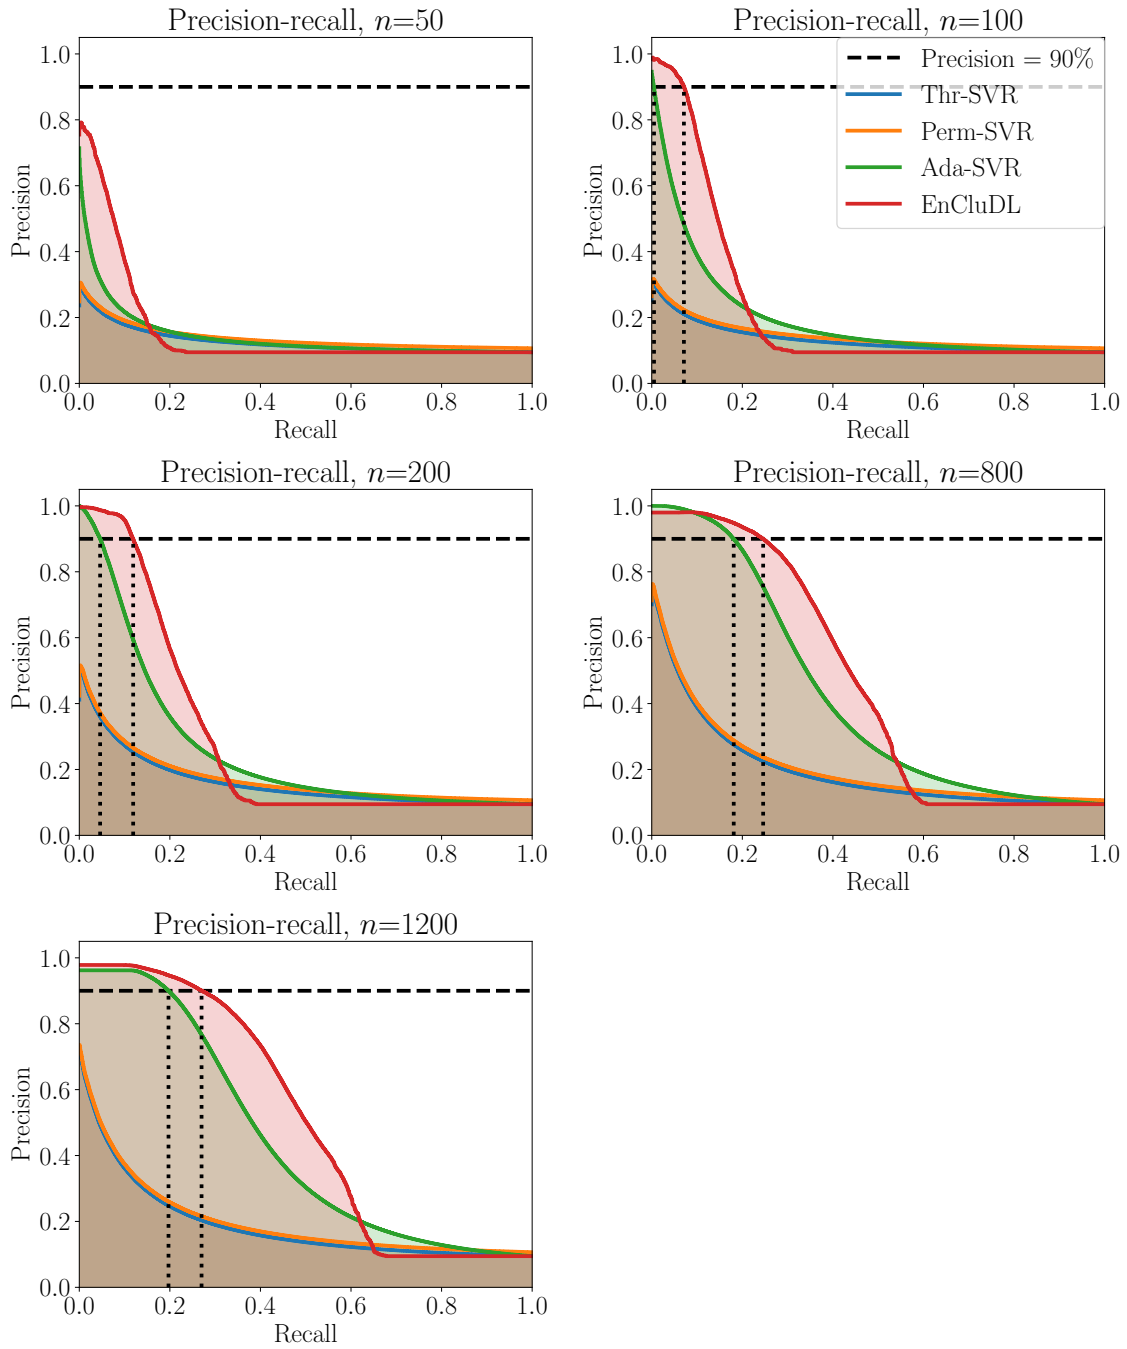 Precision-recall, n=50
1.0
0.8
0.6
0.4
0.2
0.0
Precision
0.0 0.2 0.4 0.6 0.8 1.0
Recall
Precision-recall, n=100
1.0
0.8
0.6
0.4
0.2
0.0
Precision
Precision = 90%
Thr-SVR
Perm-SVR
Ada-SVR
EnCluDL
0.0 0.2 0.4 0.6 0.8 1.0
Recall
Precision-recall, n=200
1.0
0.8
0.6
0.4
0.2
0.0
Precision
0.0 0.2 0.4 0.6 0.8 1.0
Recall
Precision-recall, n=800
1.0
0.8
0.6
0.4
0.2
0.0
Precision
0.0 0.2 0.4 0.6 0.8 1.0
Recall
Precision-recall, n=1200
1.0
0.8
0.6
0.4
0.2
0.0
Precision
0.0 0.2 0.4 0.6 0.8 1.0
Recall